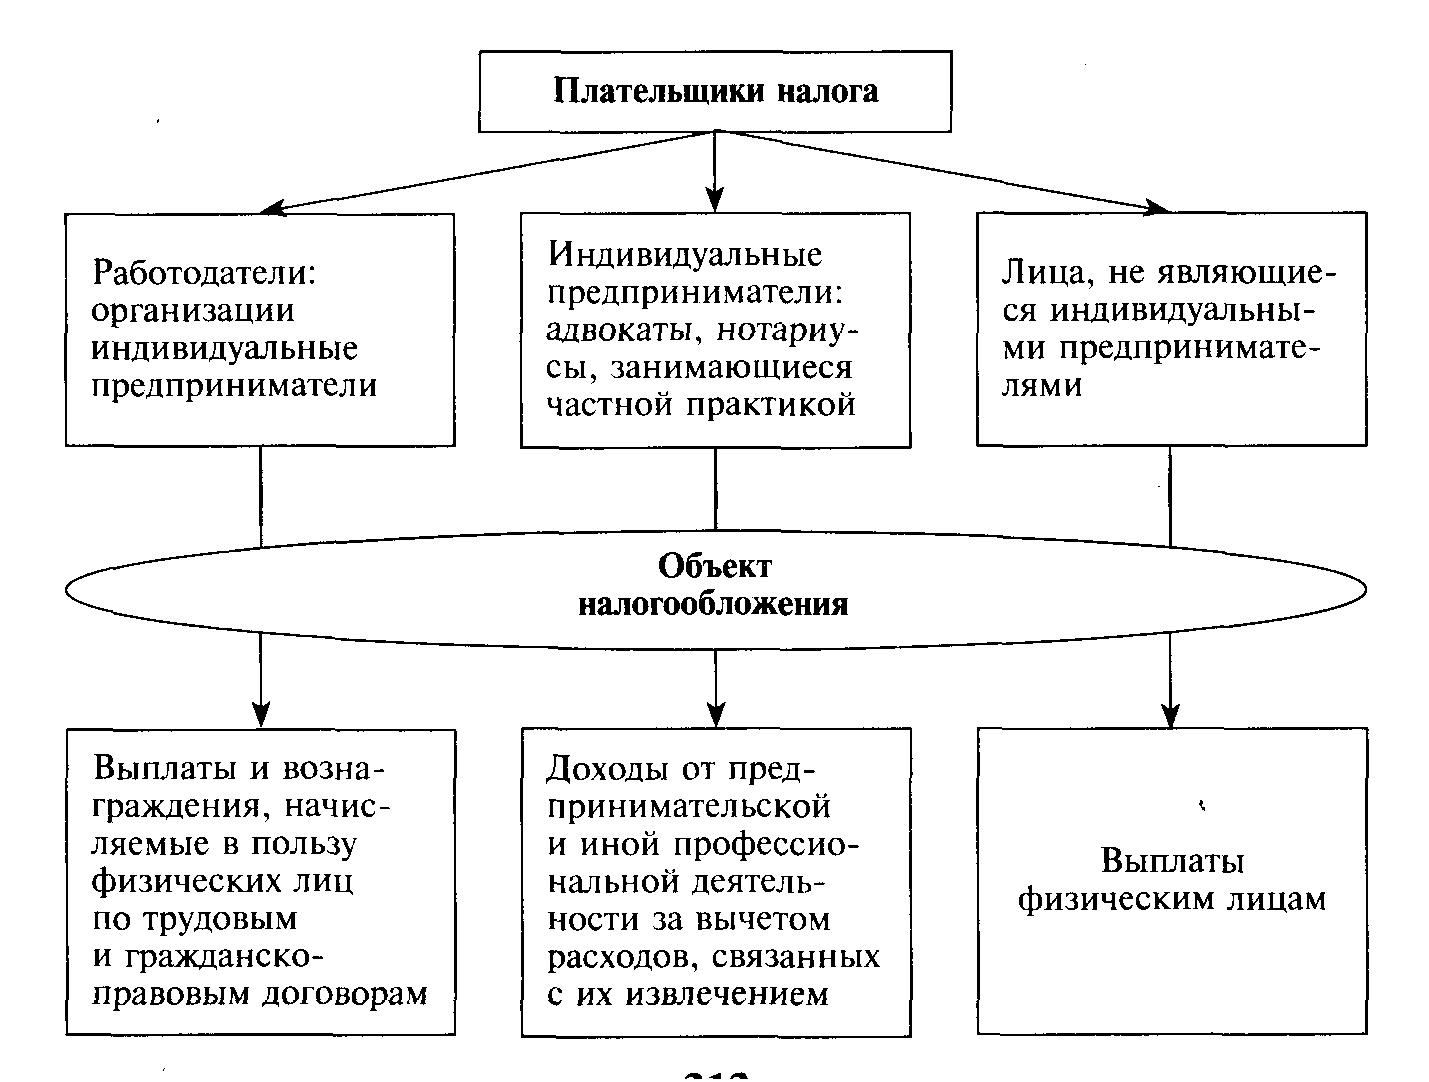 Плательщики налога
Работодатели:
организации
индивидуальные
предприниматели
Индивидуальные
предприниматели:
адвокаты, нотариу-
сы, занимающиеся
частной практикой
Лица, не являющие-
ся индивидуальны-
ми предпринимате-
лями
Объект
налогообложения
Выплаты и возна-
граждения, начис-
ляемые в пользу
физических лиц
по трудовым
и гражданско-
правовым договорам
Доходы от пред-
принимательской
и иной профессио-
нальной деятель-
ности за вычетом
расходов, связанных
с их извлечением
Выплаты
физическим лицам